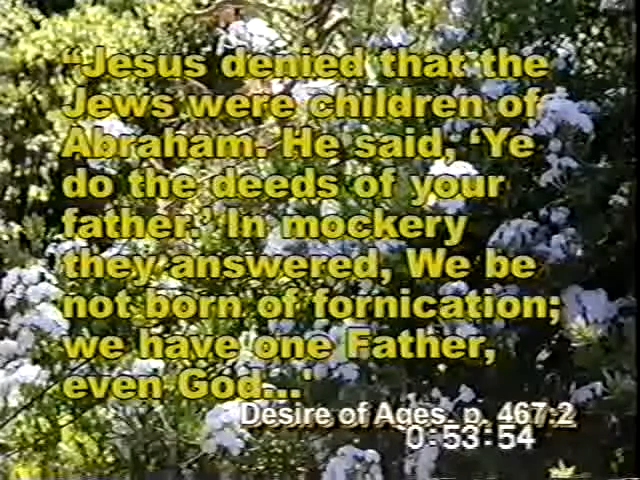 “Jesus denied that the
Jews were children of
Abraham. He said, ‘Ye
do the deeds of your
father.’ In mockery
they answered, We be
not born of fornication;
we have one Father,
even God...'
Desire of Ages, p. 467:2
0:53:54